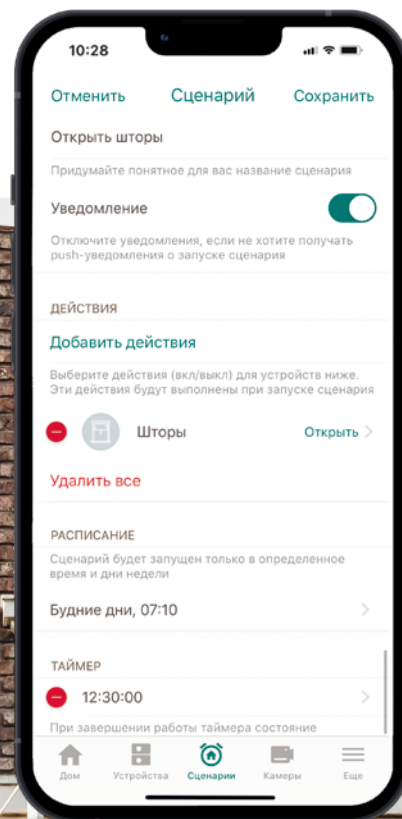 10:28
Отменить Сценарий Сохранить
Открыть шторы
Придумайте понятное для вас название сценария
Уведомление
Отключите уведомления, если не хотите получать
push-уведомления о запуске сценария
ДЕЙСТВИЯ
Добавить действия
Выберите действия (вкл/выкл) для устройств ниже.
Эти действия будут выполнены при запуске сценария
Шторы Открыть
Удалить все
РАСПИСАНИЕ
Сценарий будет запущен только в определенное
время и дни недели
Будние дни, 07:10
ТАЙМЕР
12:30:00
При завершении работы таймера состояние
Дом Устройства Сценарии Камеры Еще